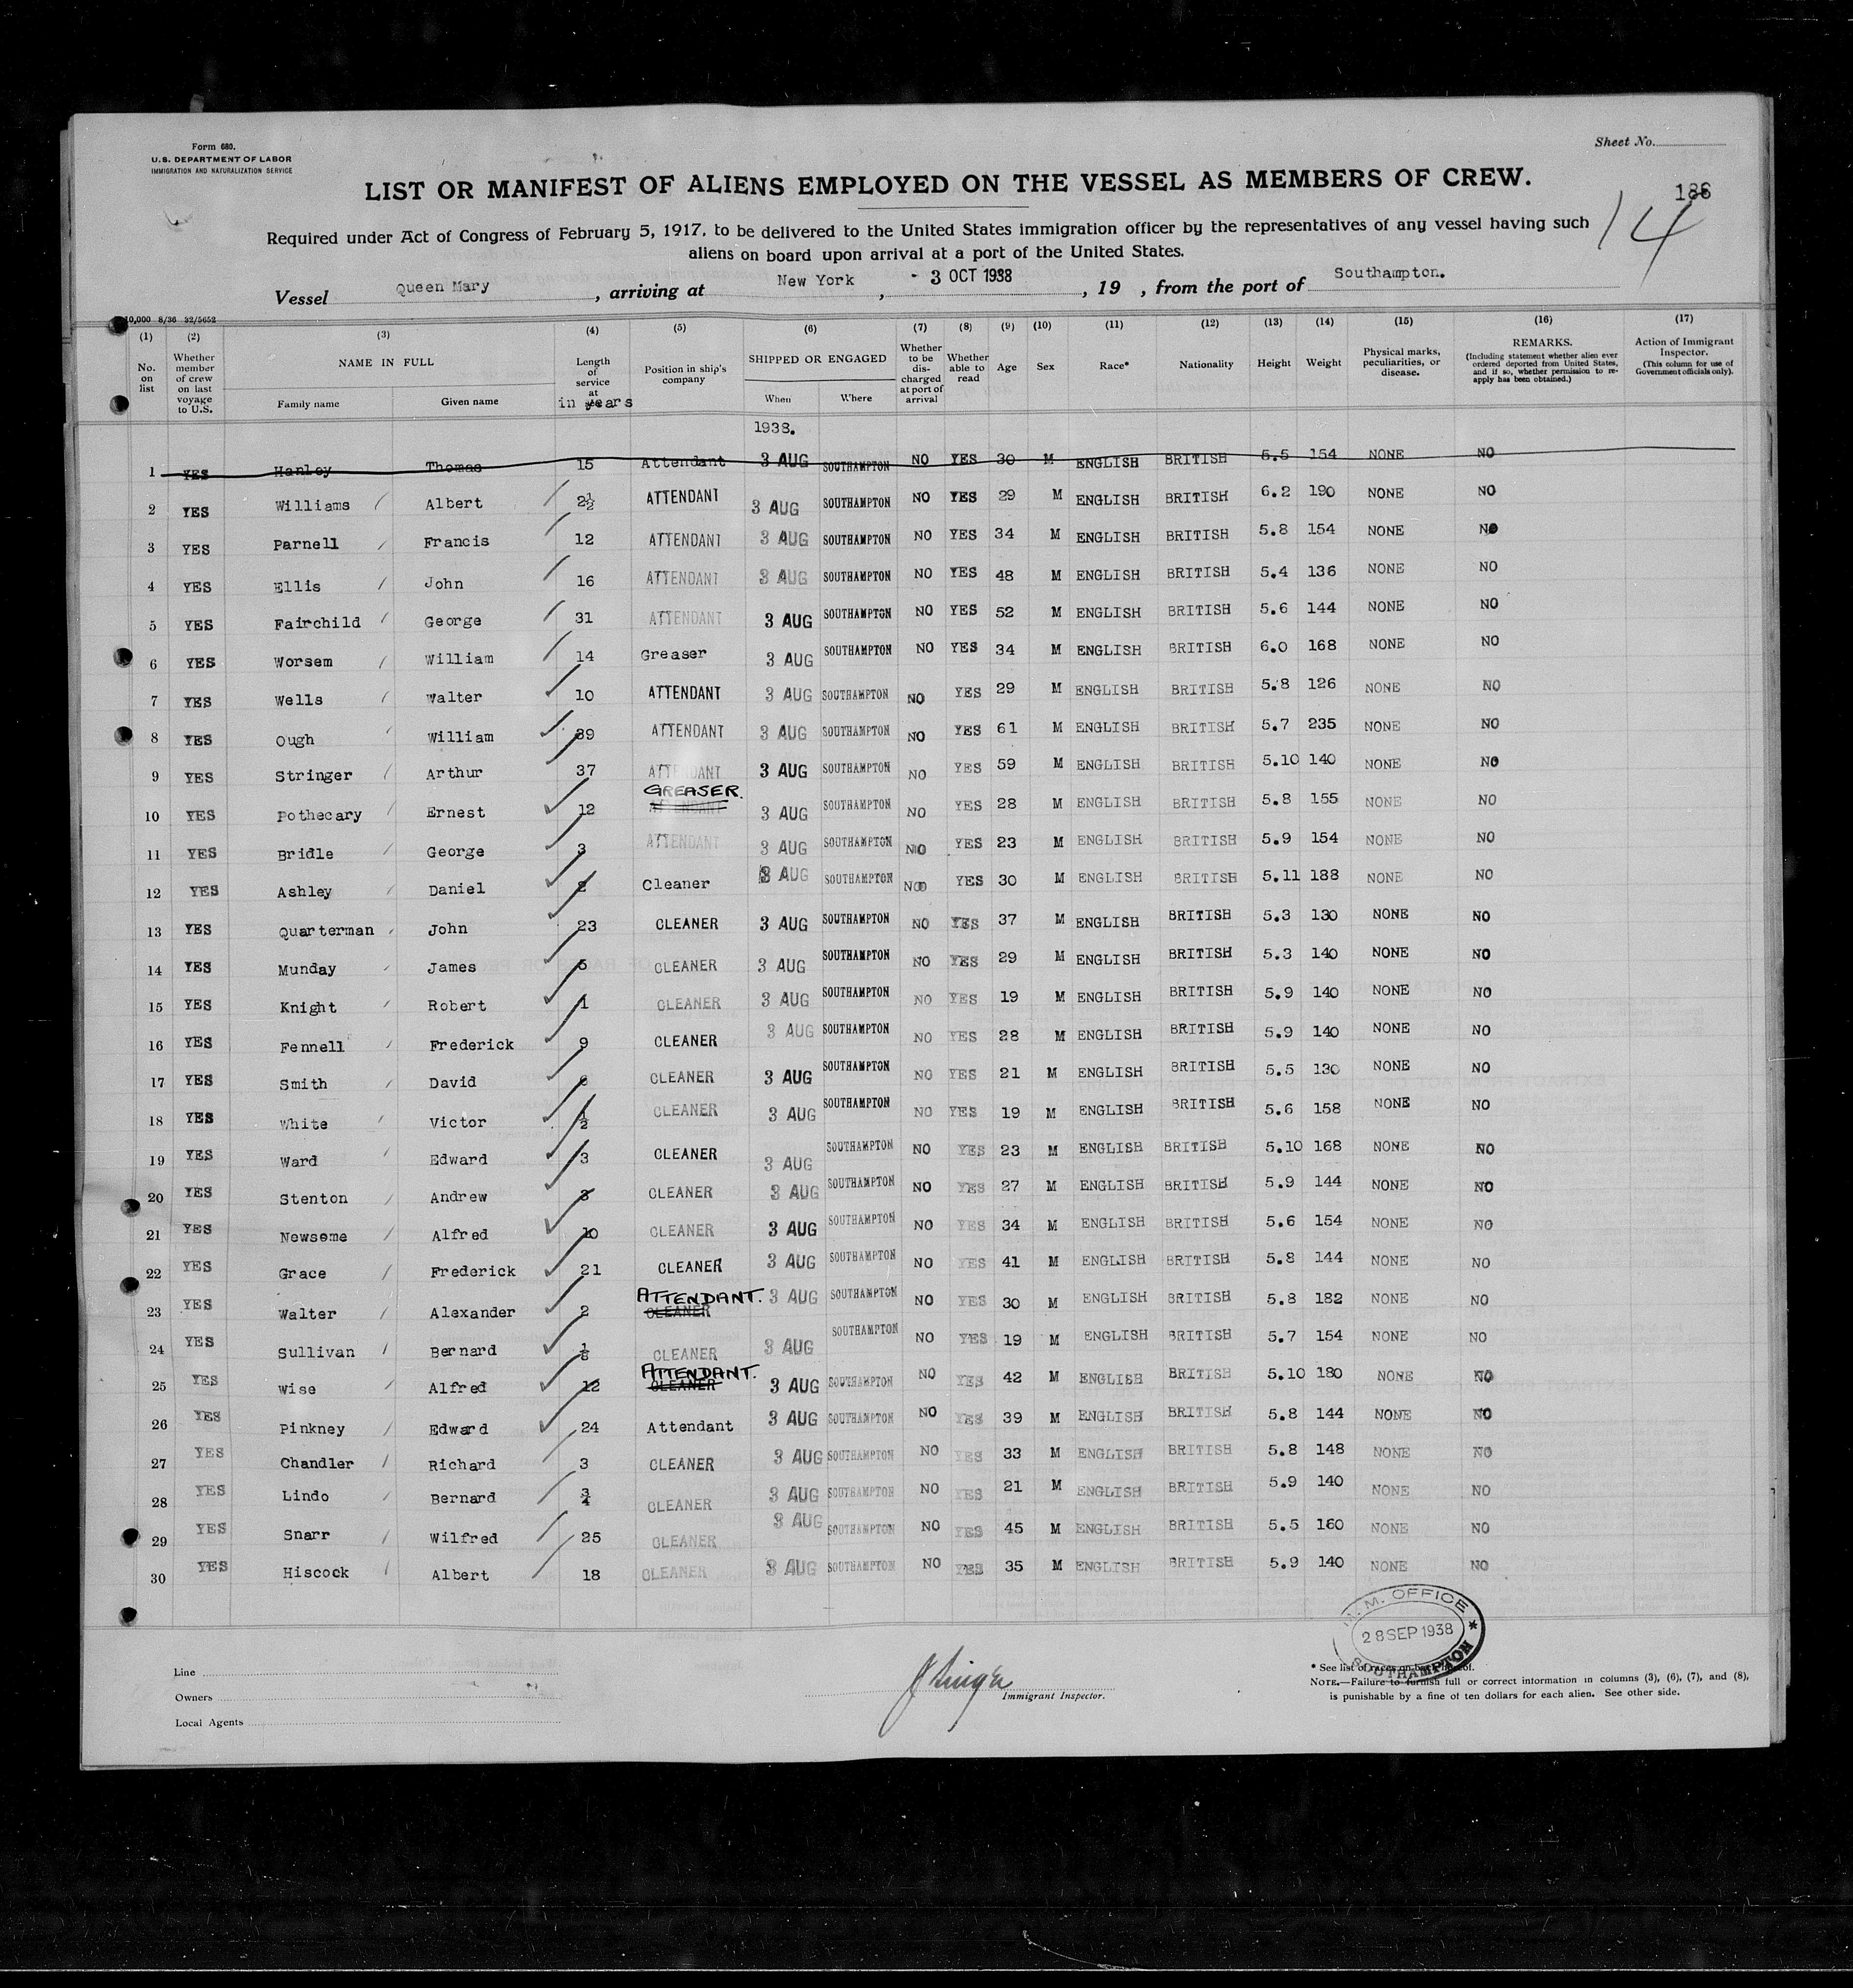 Form 680.
U.S. DEPARTMENT OF LABOR
IMMIGRATION AND NATURALIZATION SERVICE
Sheet No.
LIST OR MANIFEST OF ALIENS EMPLOYED ON THE VESSEL AS MEMBERS OF CREW.
186
14
Required under Act of Congress of February 5, 1917, to be delivered to the United States immigration officer by the representatives of any vessel having such
aliens on board upon arrival at a port of the United States.
Vessel Queen Mary, arriving at New York, - 3 OCT 1938, 19 , from the port of Southampton.
10,000 8/36 32/5652
(1) (2) (3) (4) (5) (6) (7) (8) (9) (10) (11) (12) (13) (14) (15) (16) (17)
No. on list
Whether member of crew on last voyage to U.S.
NAME IN FULL
Family name
Given name
Length of service at
in years
Position in ship's company
SHIPPED OR ENGAGED
When
Where
Whether to be discharged at port of arrival
Whether able to read
Age
Sex
Race*
Nationality
Height
Weight
Physical marks, peculiarities, or disease.
REMARKS.
(Including statement whether alien ever ordered deported from United States, and if so, whether permission to re-apply has been obtained.)
Action of Immigrant Inspector.
(This column for use of Government officials only).
1938.
1 YES Hanley Thomas 15 Attendant 3 AUG SOUTHAMPTON NO YES 30 M ENGLISH BRITISH 5.5 154 NONE NO
2 YES Williams Albert 2½ ATTENDANT 3 AUG SOUTHAMPTON NO YES 29 M ENGLISH BRITISH 6.2 190 NONE NO
3 YES Parnell Francis 12 ATTENDANT 3 AUG SOUTHAMPTON NO YES 34 M ENGLISH BRITISH 5.8 154 NONE NO
4 YES Ellis John 16 ATTENDANT 3 AUG SOUTHAMPTON NO YES 48 M ENGLISH BRITISH 5.4 136 NONE NO
5 YES Fairchild George 31 ATTENDANT 3 AUG SOUTHAMPTON NO YES 52 M ENGLISH BRITISH 5.6 144 NONE NO
6 YES Worsem William 14 Greaser 3 AUG SOUTHAMPTON NO YES 34 M ENGLISH BRITISH 6.0 168 NONE NO
7 YES Wells Walter 10 ATTENDANT 3 AUG SOUTHAMPTON NO YES 29 M ENGLISH BRITISH 5.8 126 NONE NO
8 YES Ough William 39 ATTENDANT 3 AUG SOUTHAMPTON NO YES 61 M ENGLISH BRITISH 5.7 235 NONE NO
9 YES Stringer Arthur 37 ATTENDANT 3 AUG SOUTHAMPTON NO YES 59 M ENGLISH BRITISH 5.10 140 NONE NO
10 YES Pothecary Ernest 12 GREASER. ATTENDANT 3 AUG SOUTHAMPTON NO YES 28 M ENGLISH BRITISH 5.8 155 NONE NO
11 YES Bridle George 3 ATTENDANT 3 AUG SOUTHAMPTON NO YES 23 M ENGLISH BRITISH 5.9 154 NONE NO
12 YES Ashley Daniel 2 Cleaner 3 AUG SOUTHAMPTON NO YES 30 M ENGLISH BRITISH 5.11 188 NONE NO
13 YES Quarterman John 23 CLEANER 3 AUG SOUTHAMPTON NO YES 37 M ENGLISH BRITISH 5.3 130 NONE NO
14 YES Munday James 5 CLEANER 3 AUG SOUTHAMPTON NO YES 29 M ENGLISH BRITISH 5.3 140 NONE NO
15 YES Knight Robert 1 CLEANER 3 AUG SOUTHAMPTON NO YES 19 M ENGLISH BRITISH 5.9 140 NONE NO
16 YES Fennell Frederick 9 CLEANER 3 AUG SOUTHAMPTON NO YES 28 M ENGLISH BRITISH 5.9 140 NONE NO
17 YES Smith David CLEANER 3 AUG SOUTHAMPTON NO YES 21 M ENGLISH BRITISH 5.5 130 NONE NO
18 YES White Victor ½ CLEANER 3 AUG SOUTHAMPTON NO YES 19 M ENGLISH BRITISH 5.6 158 NONE NO
19 YES Ward Edward 3 CLEANER 3 AUG SOUTHAMPTON NO YES 23 M ENGLISH BRITISH 5.10 168 NONE NO
20 YES Stenton Andrew 3 CLEANER 3 AUG SOUTHAMPTON NO YES 27 M ENGLISH BRITISH 5.9 144 NONE NO
21 YES Newsome Alfred 10 CLEANER 3 AUG SOUTHAMPTON NO YES 34 M ENGLISH BRITISH 5.6 154 NONE NO
22 YES Grace Frederick 21 CLEANER 3 AUG SOUTHAMPTON NO YES 41 M ENGLISH BRITISH 5.8 144 NONE NO
23 YES Walter Alexander 2 ATTENDANT. CLEANER 3 AUG SOUTHAMPTON NO YES 30 M ENGLISH BRITISH 5.8 182 NONE NO
24 YES Sullivan Bernard CLEANER 3 AUG SOUTHAMPTON NO YES 19 M ENGLISH BRITISH 5.7 154 NONE NO
25 YES Wise Alfred 12 ATTENDANT. CLEANER 3 AUG SOUTHAMPTON NO YES 42 M ENGLISH BRITISH 5.10 180 NONE NO
26 YES Pinkney Edward 24 Attendant 3 AUG SOUTHAMPTON NO YES 39 M ENGLISH BRITISH 5.8 144 NONE NO
27 YES Chandler Richard 3 CLEANER 3 AUG SOUTHAMPTON NO YES 33 M ENGLISH BRITISH 5.8 148 NONE NO
28 YES Lindo Bernard ¾ CLEANER 3 AUG SOUTHAMPTON NO YES 21 M ENGLISH BRITISH 5.9 140 NONE NO
29 YES Snarr Wilfred 25 CLEANER 3 AUG SOUTHAMPTON NO YES 45 M ENGLISH BRITISH 5.5 160 NONE NO
30 YES Hiscock Albert 18 CLEANER 3 AUG SOUTHAMPTON NO YES 35 M ENGLISH BRITISH 5.9 140 NONE NO
M.M. OFFICE
28 SEP 1938
SOUTHAMPTON
Line
Owners
Local Agents
Immigrant Inspector.
* See list of races on back hereof.
NOTE.—Failure to furnish full or correct information in columns (3), (6), (7), and (8),
is punishable by a fine of ten dollars for each alien. See other side.